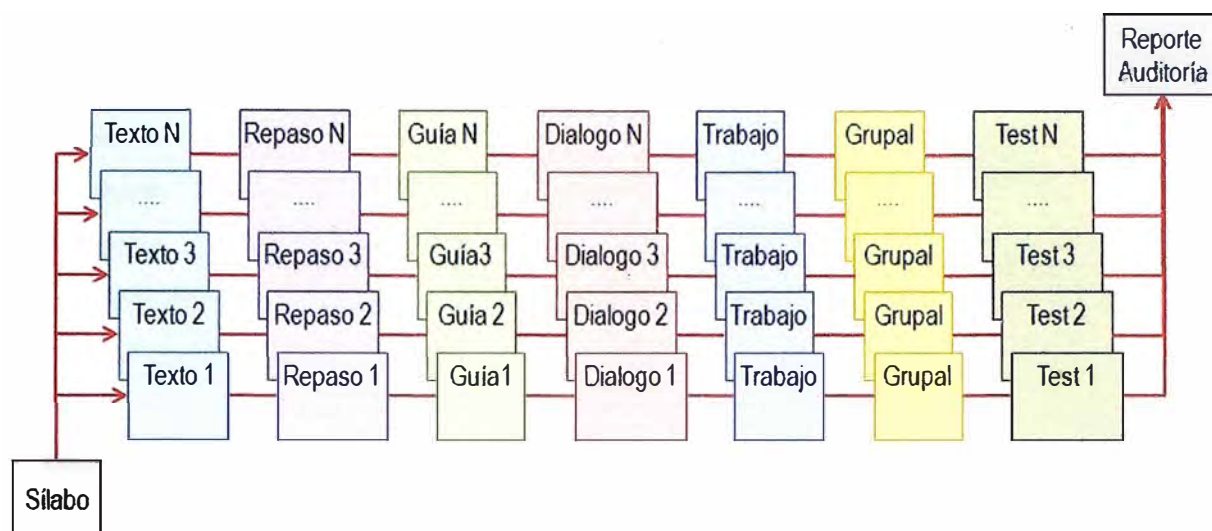 Reporte
Auditoría
Texto N Repaso N Guía N Dialogo N Trabajo Grupal Test N
.... .... .... .... .... .... ....
Texto 3 Repaso 3 Guía3 Dialogo 3 Trabajo Grupal Test 3
Texto 2 Repaso 2 Guía 2 Dialogo 2 Trabajo Grupal Test 2
Texto 1 Repaso 1 Guía1 Dialogo 1 Trabajo Grupal Test 1
Sílabo